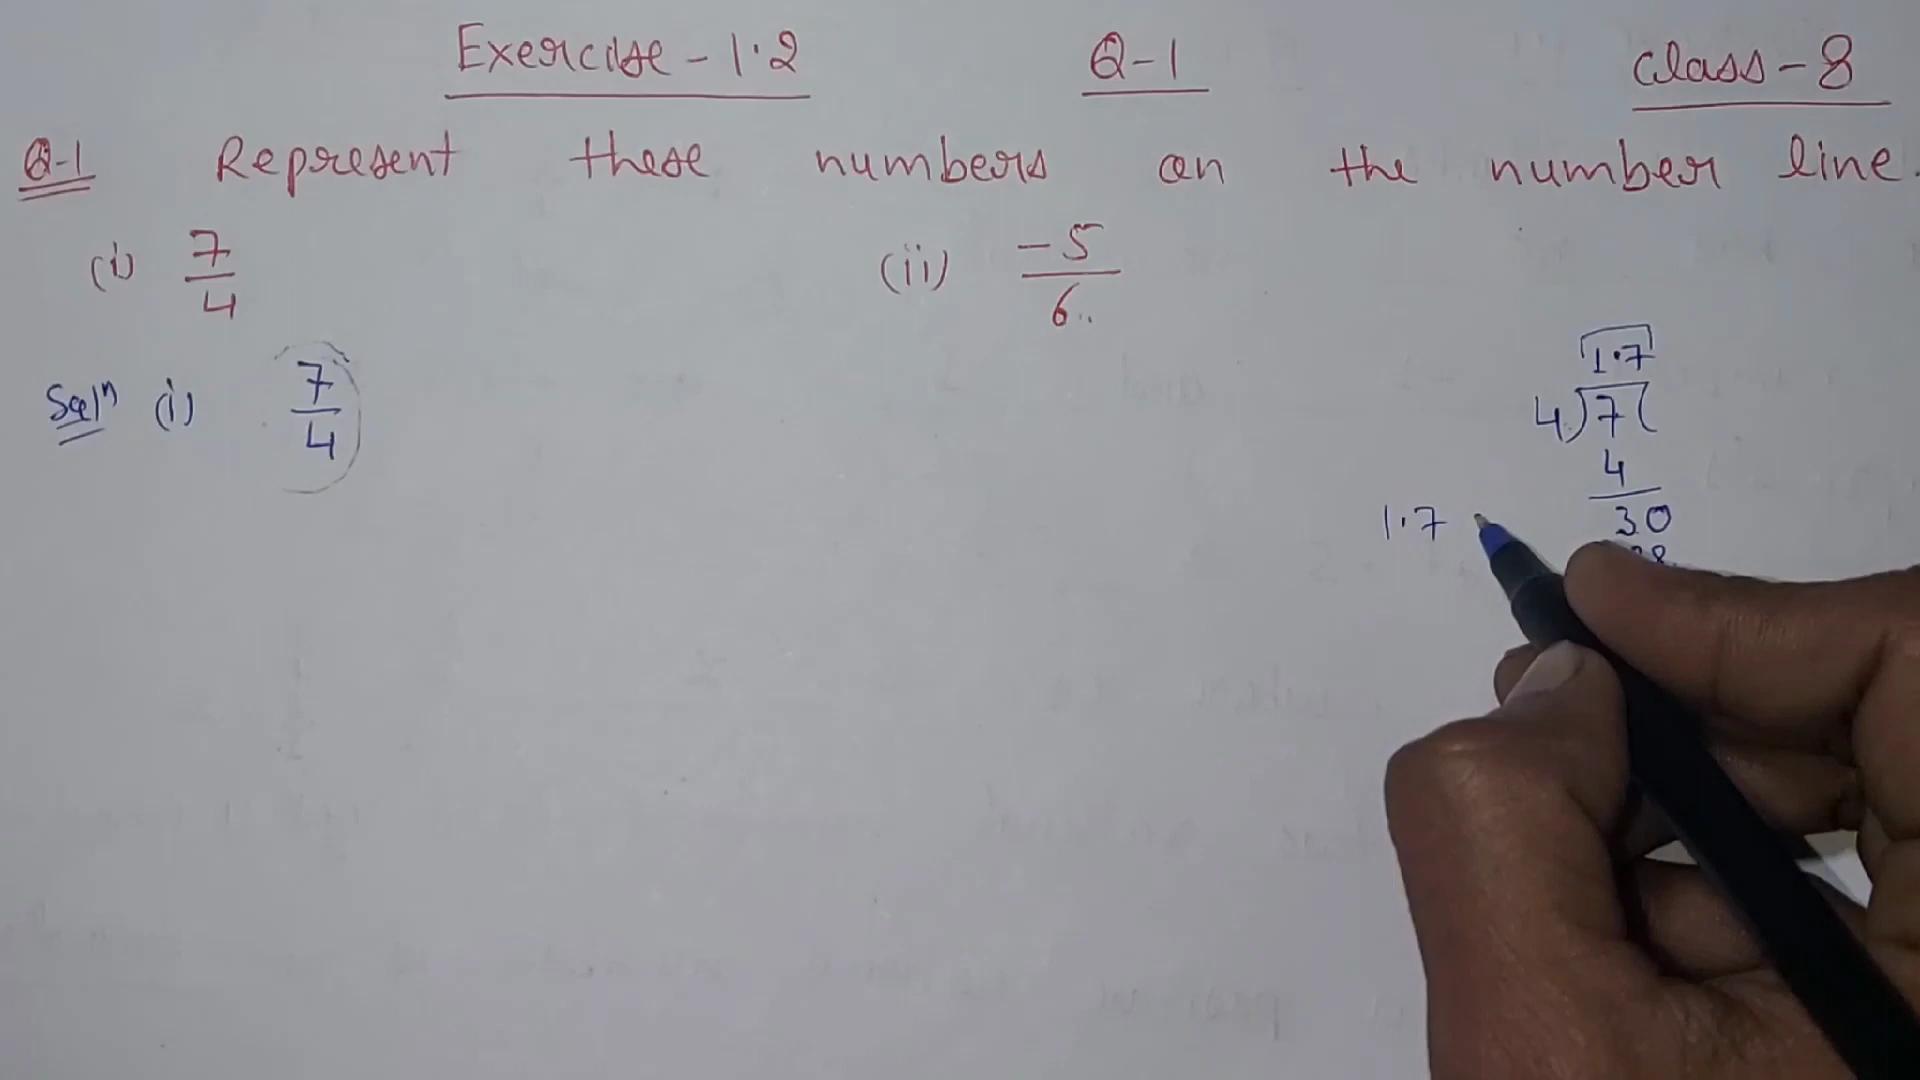 Exercise - 1.2 Q-1 Class - 8
Q-1 Represent these numbers on the number line.
(i) 7/4 (ii) -5/6
Solⁿ (i) 7/4
1.7
4)7(
4
30
28
1.7